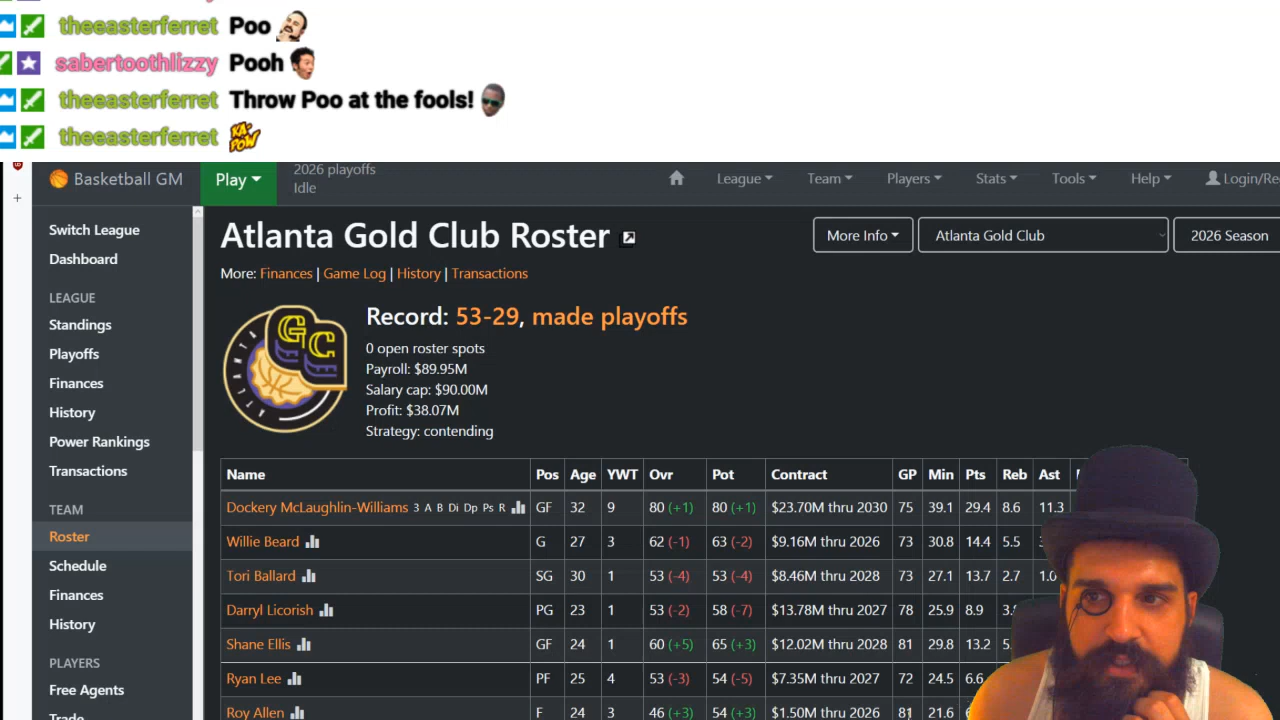 theeasterferret Poo
sabertoothlizzy Pooh
theeasterferret Throw Poo at the fools!
theeasterferret KA-POW
Basketball GM Play 2026 playoffs Idle League Team Players Stats Tools Help Login/Re
Switch League
Dashboard
LEAGUE
Standings
Playoffs
Finances
History
Power Rankings
Transactions
TEAM
Roster
Schedule
Finances
History
PLAYERS
Free Agents
Trade
Atlanta Gold Club Roster
More Info Atlanta Gold Club 2026 Season
More: Finances | Game Log | History | Transactions
GC
ATLANTA
Record: 53-29, made playoffs
0 open roster spots
Payroll: $89.95M
Salary cap: $90.00M
Profit: $38.07M
Strategy: contending
Name Pos Age YWT Ovr Pot Contract GP Min Pts Reb Ast
Dockery McLaughlin-Williams 3 A B Di Dp Ps R GF 32 9 80 (+1) 80 (+1) $23.70M thru 2030 75 39.1 29.4 8.6 11.3
Willie Beard G 27 3 62 (-1) 63 (-2) $9.16M thru 2026 73 30.8 14.4 5.5
Tori Ballard SG 30 1 53 (-4) 53 (-4) $8.46M thru 2028 73 27.1 13.7 2.7 1.0
Darryl Licorish PG 23 1 53 (-2) 58 (-7) $13.78M thru 2027 78 25.9 8.9
Shane Ellis GF 24 1 60 (+5) 65 (+3) $12.02M thru 2028 81 29.8 13.2
Ryan Lee PF 25 4 53 (-3) 54 (-5) $7.35M thru 2027 72 24.5 6.6
Roy Allen F 24 3 46 (+3) 54 (+3) $1.50M thru 2026 81 21.6